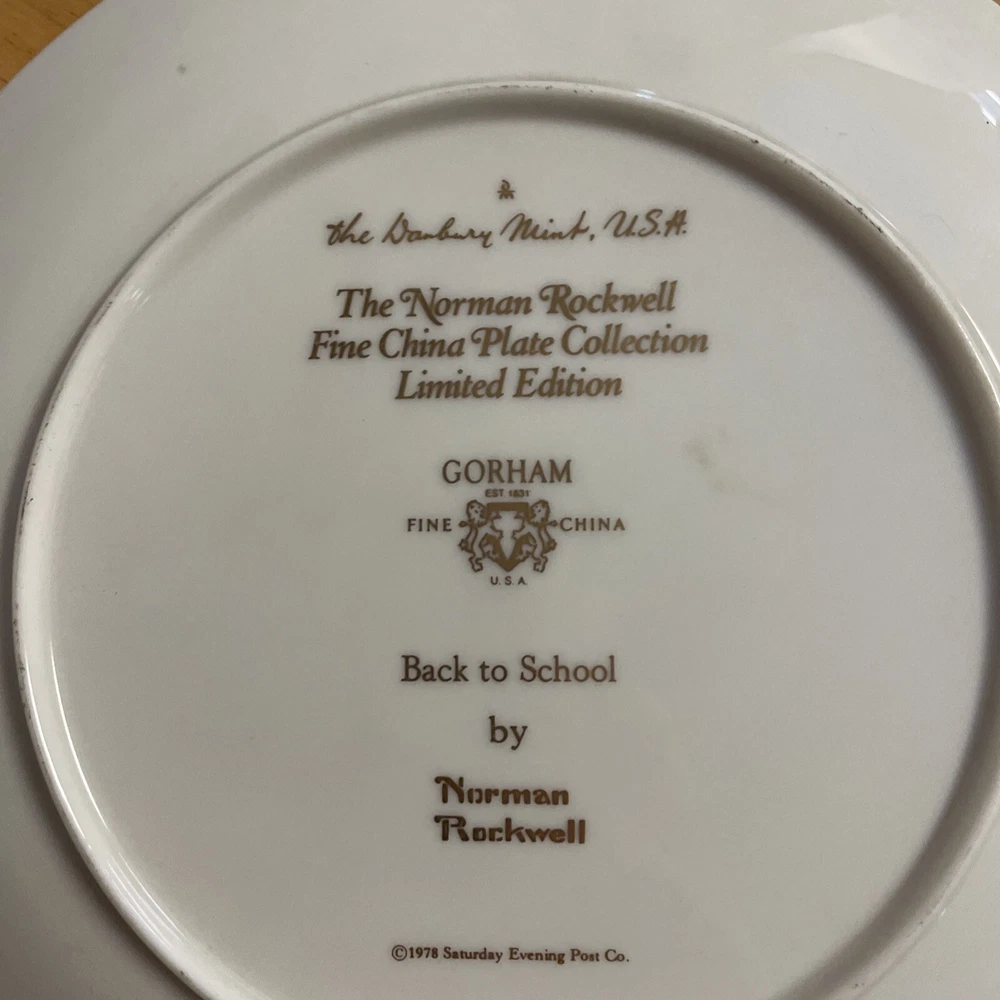 the Danbury Mint, U.S.A.
The Norman Rockwell
Fine China Plate Collection
Limited Edition
GORHAM
EST. 1831
FINE CHINA
U.S.A.
Back to School
by
Norman
Rockwell
©1978 Saturday Evening Post Co.